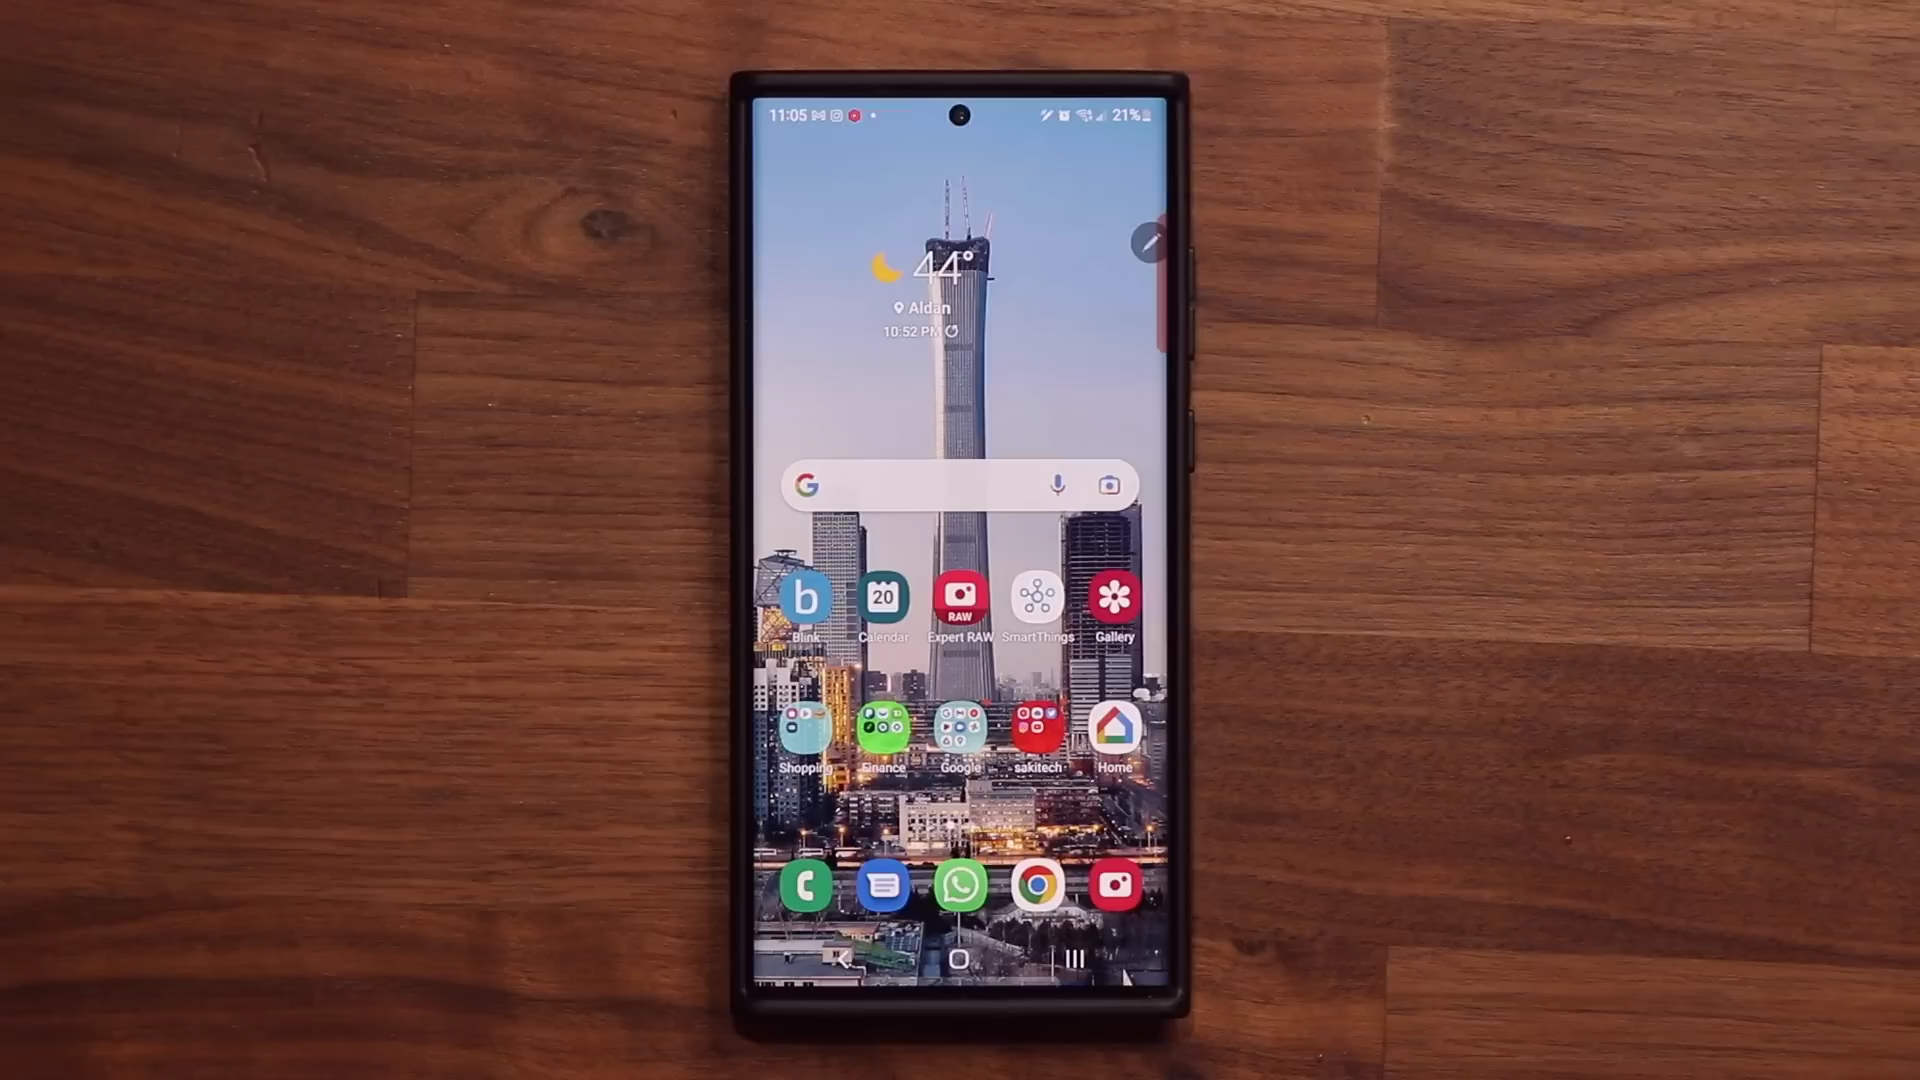 11:05 21%
44°
Aldan
10:52 PM
G
b 20 RAW
Blink Calendar Expert RAW SmartThings Gallery
Shopping Finance Google sakitech Home